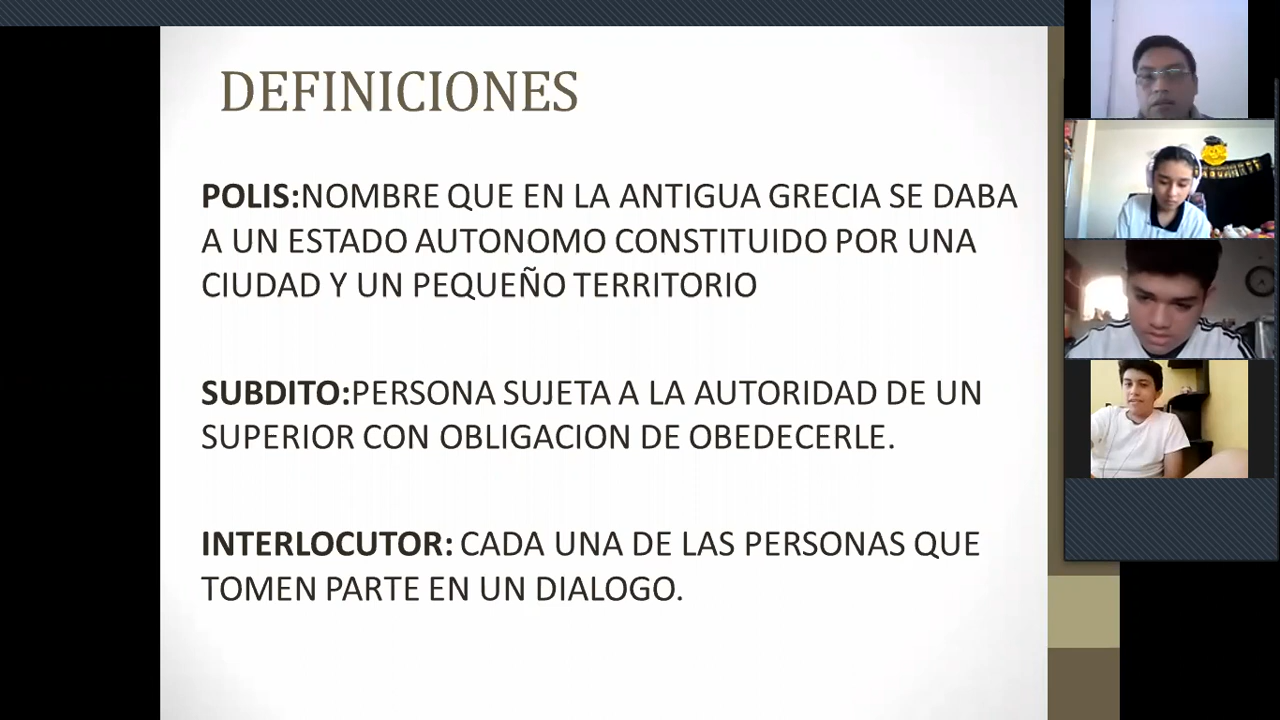 DEFINICIONES
POLIS:NOMBRE QUE EN LA ANTIGUA GRECIA SE DABA
A UN ESTADO AUTONOMO CONSTITUIDO POR UNA
CIUDAD Y UN PEQUEÑO TERRITORIO
SUBDITO:PERSONA SUJETA A LA AUTORIDAD DE UN
SUPERIOR CON OBLIGACION DE OBEDECERLE.
INTERLOCUTOR: CADA UNA DE LAS PERSONAS QUE
TOMEN PARTE EN UN DIALOGO.